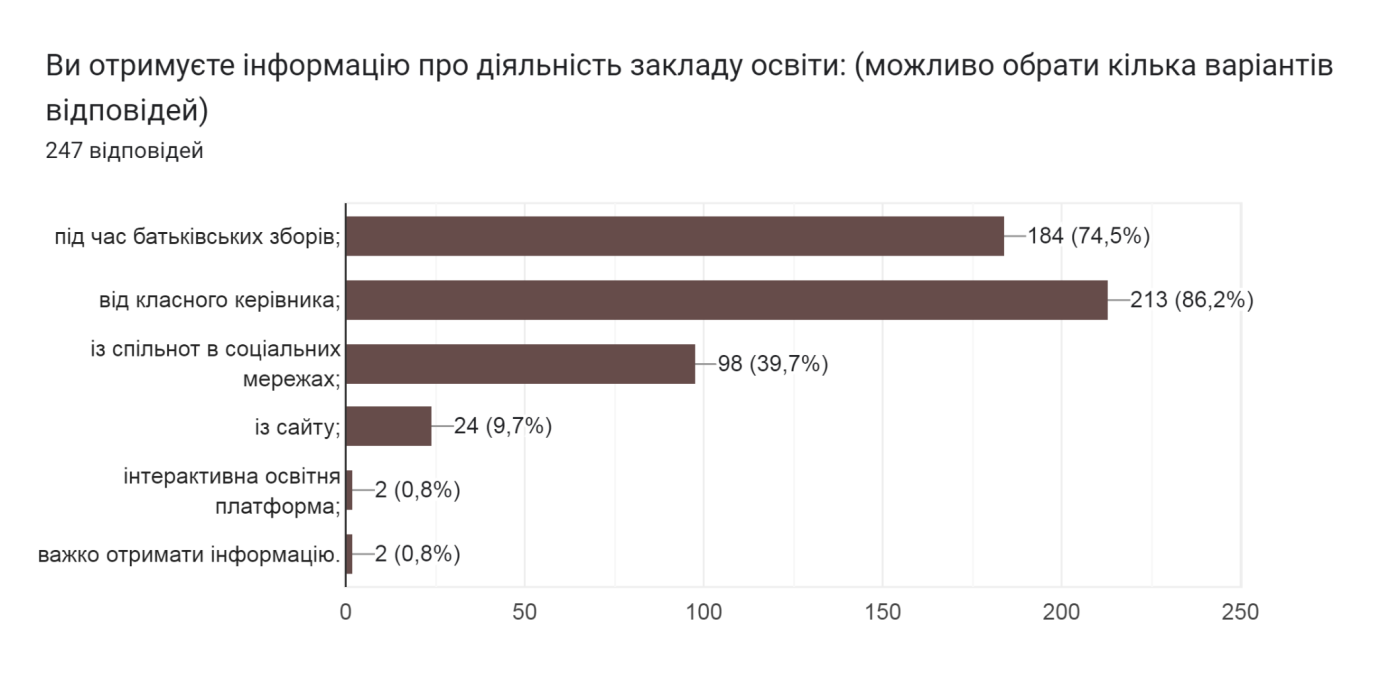 Ви отримуєте інформацію про діяльність закладу освіти: (можливо обрати кілька варіантів
відповідей)
247 відповідей
під час батьківських зборів;
184 (74,5%)
від класного керівника;
213 (86,2%)
із спільнот в соціальних
мережах;
98 (39,7%)
із сайту;
24 (9,7%)
інтерактивна освітня
платформа;
2 (0,8%)
важко отримати інформацію.
2 (0,8%)
0 50 100 150 200 250